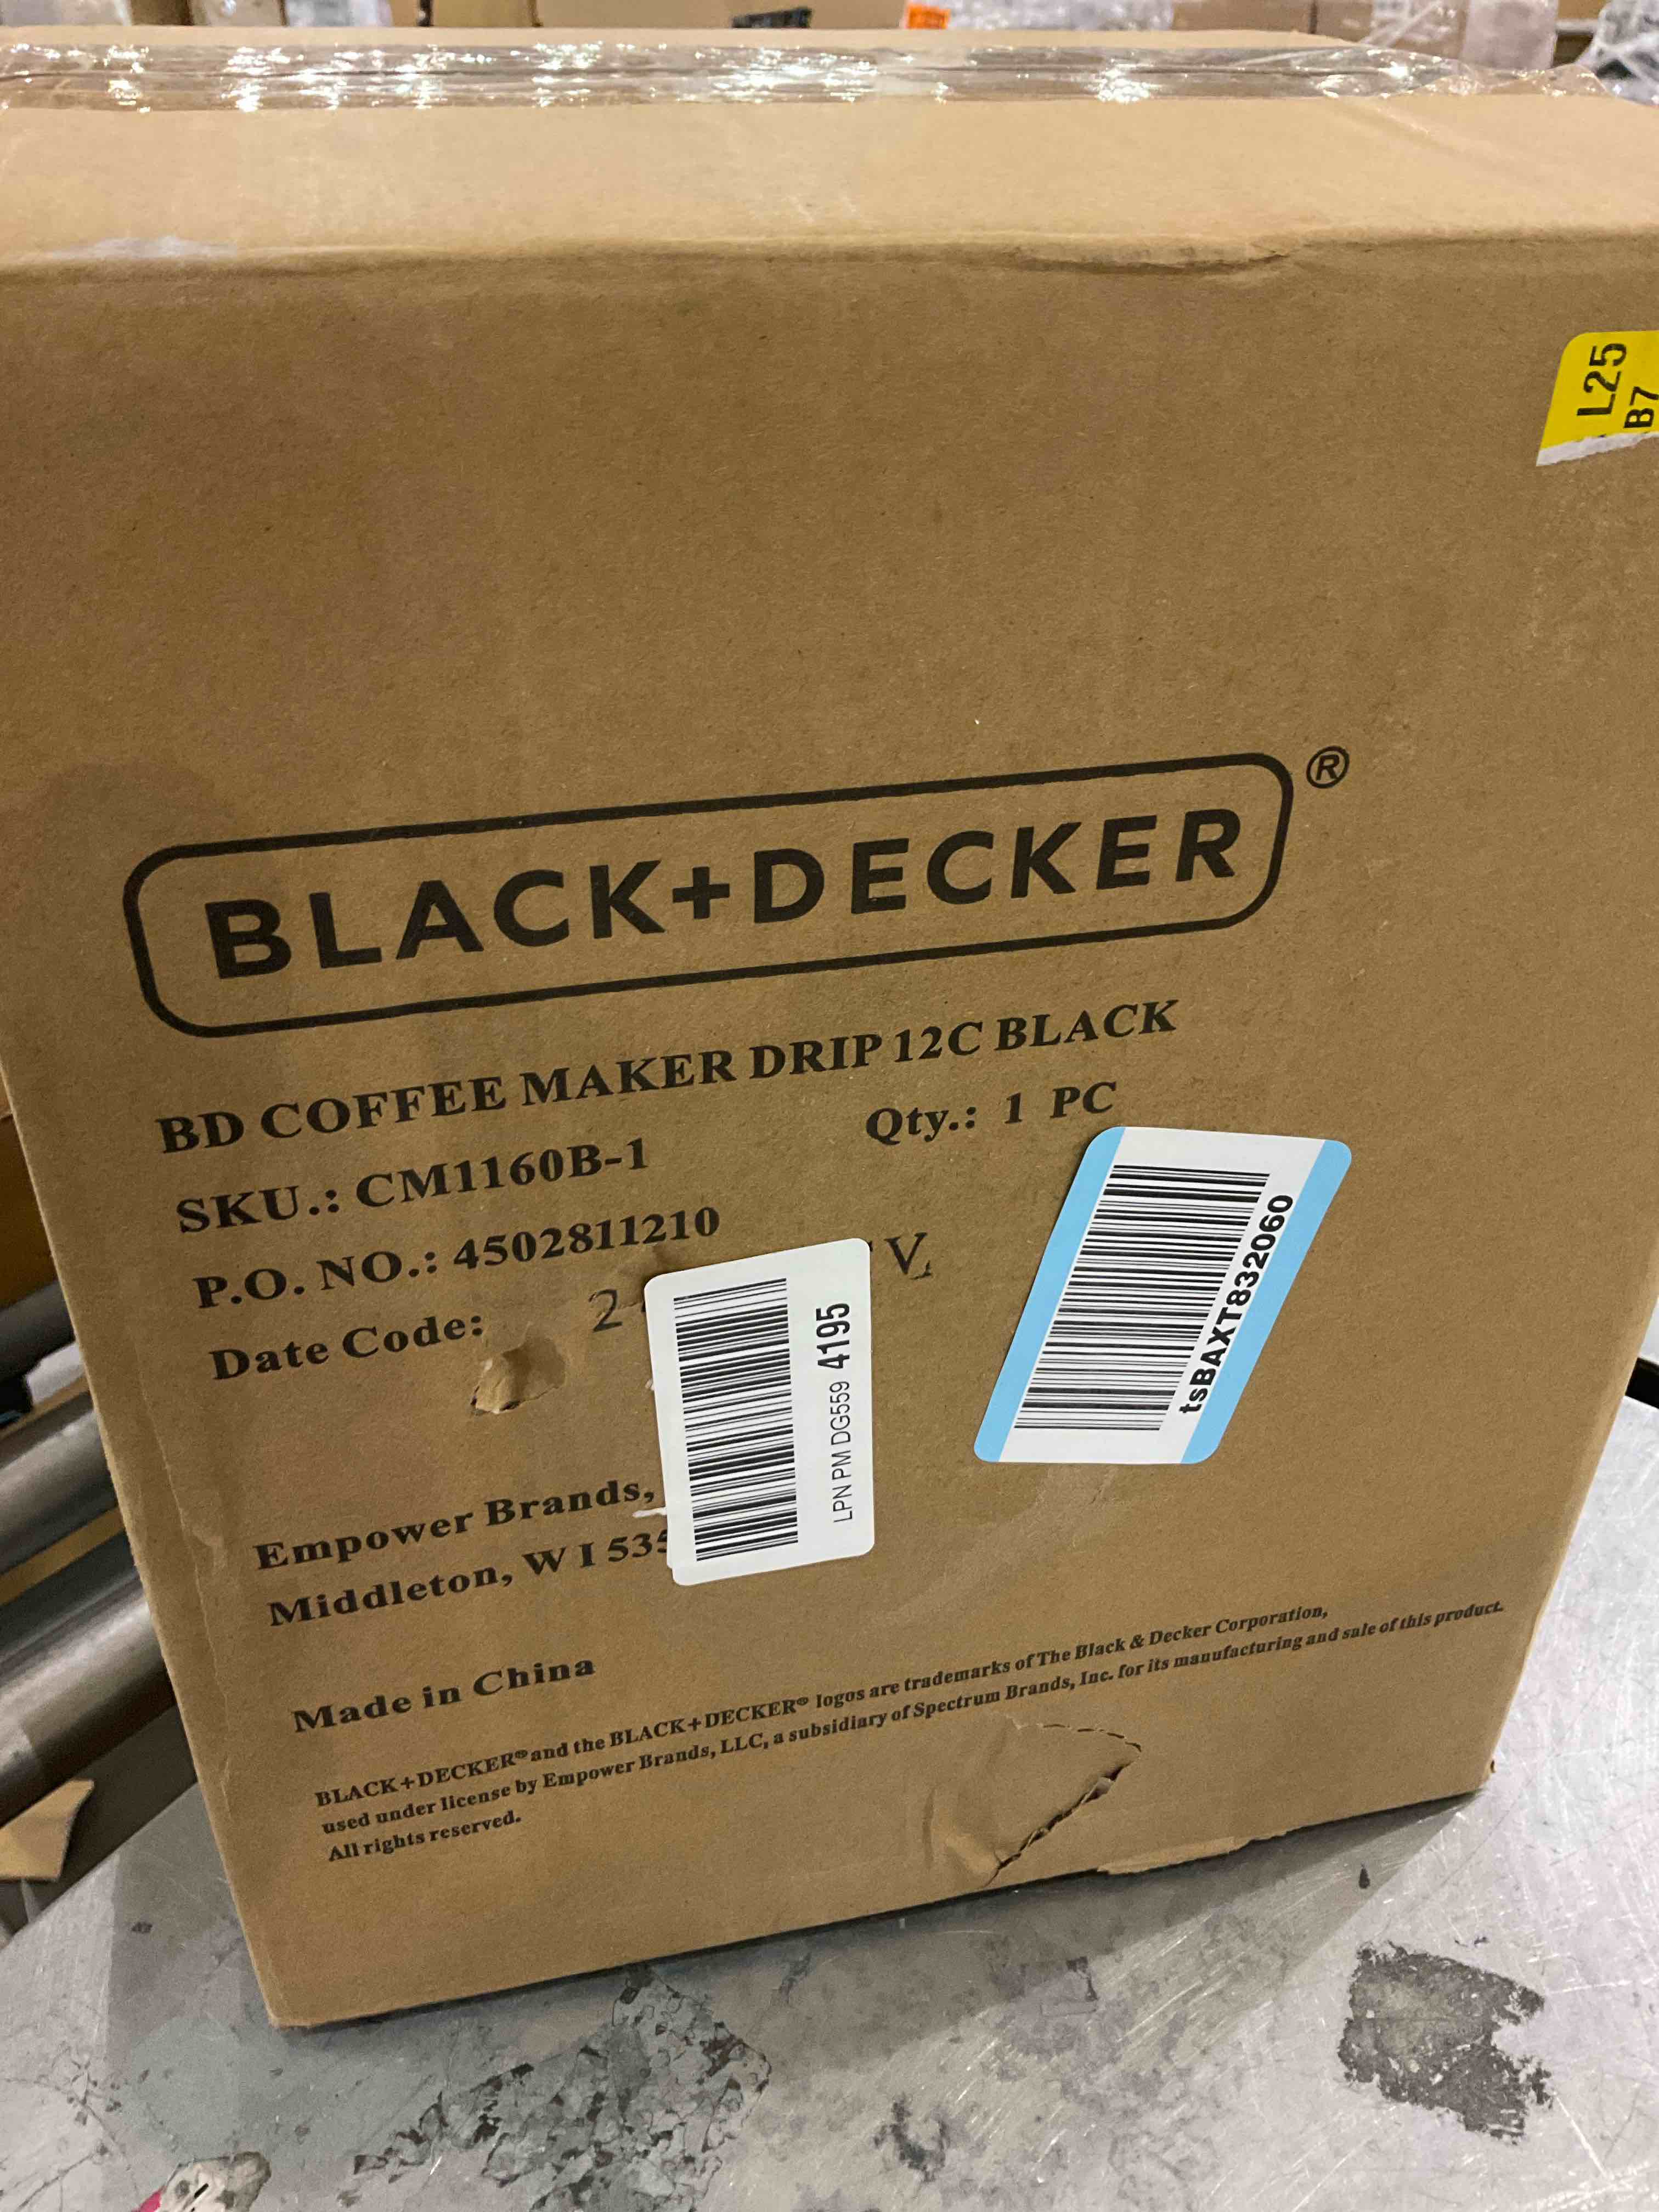 L25
B7
BLACK+DECKER®
BD COFFEE MAKER DRIP 12C BLACK
SKU.: CM1160B-1 Qty.: 1 PC
P.O. NO.: 4502811210
Date Code: 2 V
tsBAXT832060
LPN PM DG559 4195
Empower Brands,
Middleton, WI 535
Made in China
BLACK+DECKER® and the BLACK+DECKER® logos are trademarks of The Black & Decker Corporation,
used under license by Empower Brands, LLC, a subsidiary of Spectrum Brands, Inc. for its manufacturing and sale of this product.
All rights reserved.